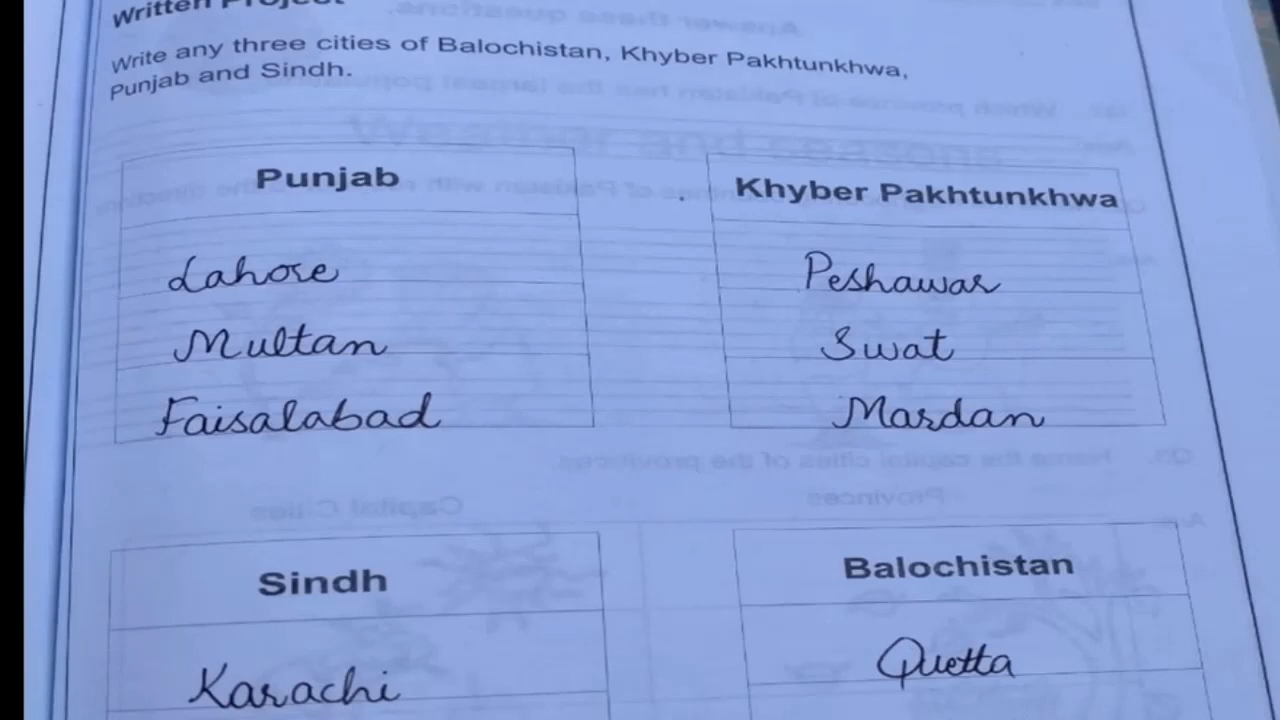 Written Project
Write any three cities of Balochistan, Khyber Pakhtunkhwa,
Punjab and Sindh.
Punjab
Lahore
Multan
Faisalabad
Khyber Pakhtunkhwa
Peshawar
Swat
Mardan
Sindh
Karachi
Balochistan
Quetta